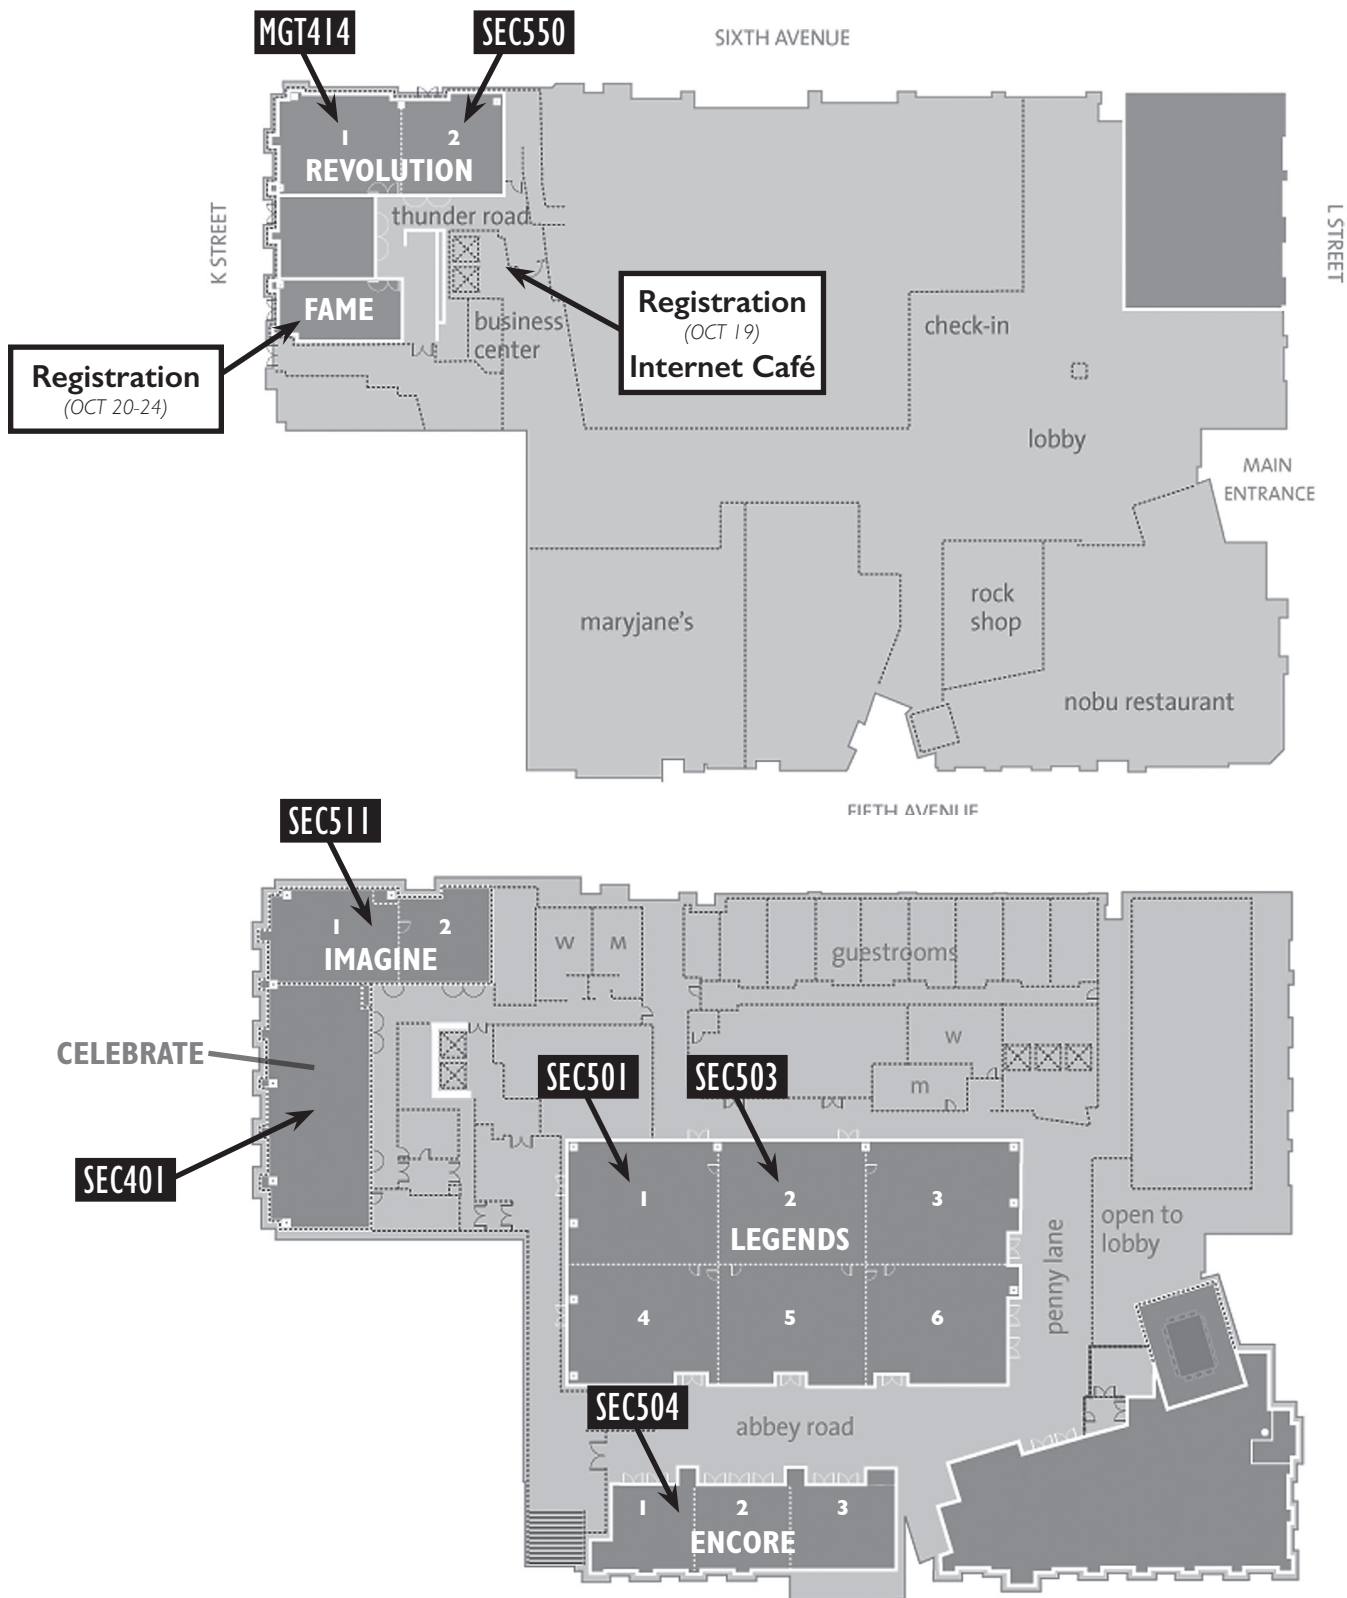 MGT414
SEC550
SIXTH AVENUE
1
2
REVOLUTION
K STREET
thunder road
L STREET
FAME
Registration
(OCT 19)
Internet Café
business
center
check-in
Registration
(OCT 20-24)
lobby
MAIN
ENTRANCE
maryjane's
rock
shop
nobu restaurant
FIFTH AVENUE
SEC511
1
2
IMAGINE
W
M
guestrooms
CELEBRATE
w
m
SEC501
SEC503
SEC401
1
2
3
LEGENDS
4
5
6
penny lane
open to
lobby
SEC504
abbey road
1
2
3
ENCORE